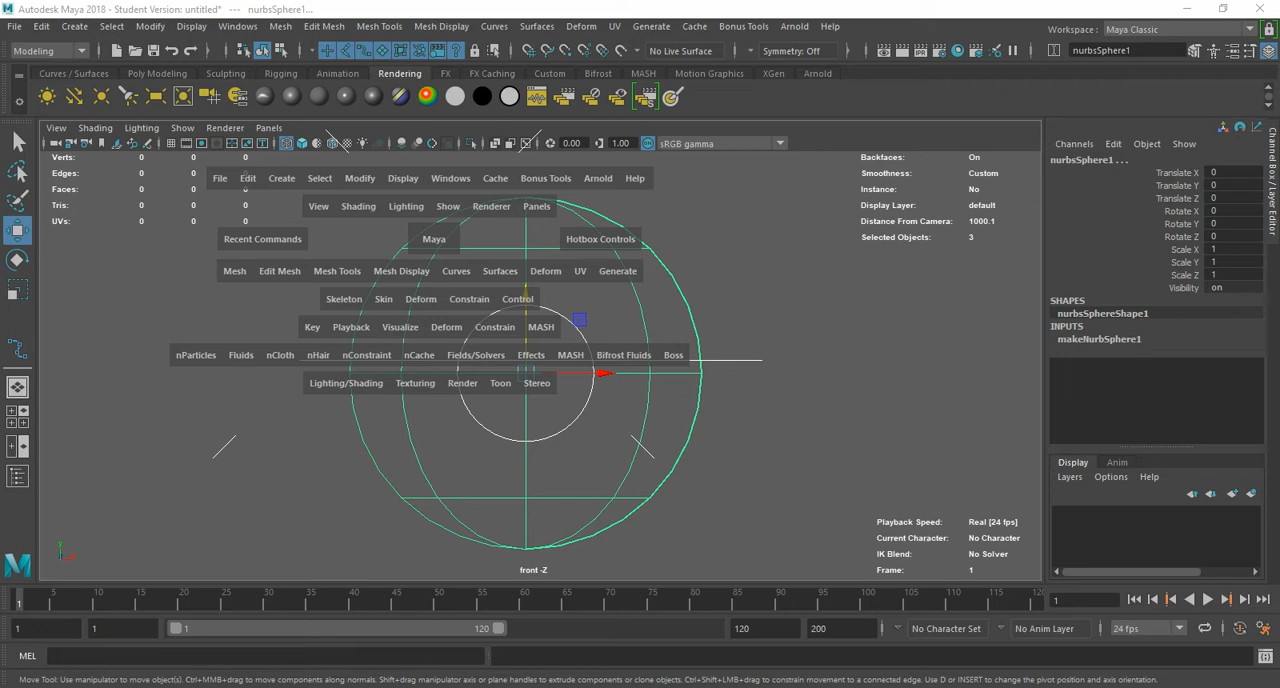 Autodesk Maya 2018 - Student Version: untitled* --- nurbsSphere1...
File Edit Create Select Modify Display Windows Mesh Edit Mesh Mesh Tools Mesh Display Curves Surfaces Deform UV Generate Cache Bonus Tools Arnold Help
Workspace : Maya Classic
Modeling No Live Surface Symmetry: Off nurbsSphere1
Curves / Surfaces Poly Modeling Sculpting Rigging Animation Rendering FX FX Caching Custom Bifrost MASH Motion Graphics XGen Arnold
View Shading Lighting Show Renderer Panels
0.00 1.00 sRGB gamma
Channels Edit Object Show
Verts: 0 0 0
Edges: 0 0 0
Faces: 0 0 0
Tris: 0 0 0
UVs: 0 0 0
Backfaces: On
Smoothness: Custom
Instance: No
Display Layer: default
Distance From Camera: 1000.1
Selected Objects: 3
File Edit Create Select Modify Display Windows Cache Bonus Tools Arnold Help
View Shading Lighting Show Renderer Panels
Recent Commands Maya Hotbox Controls
Mesh Edit Mesh Mesh Tools Mesh Display Curves Surfaces Deform UV Generate
Skeleton Skin Deform Constrain Control
Key Playback Visualize Deform Constrain MASH
nParticles Fluids nCloth nHair nConstraint nCache Fields/Solvers Effects MASH Bifrost Fluids Boss
Lighting/Shading Texturing Render Toon Stereo
nurbsSphere1 . . .
Translate X 0
Translate Y 0
Translate Z 0
Rotate X 0
Rotate Y 0
Rotate Z 0
Scale X 1
Scale Y 1
Scale Z 1
Visibility on
SHAPES
nurbsSphereShape1
INPUTS
makeNurbSphere1
Channel Box / Layer Editor
Display Anim
Layers Options Help
Playback Speed: Real [24 fps]
Current Character: No Character
IK Blend: No Solver
Frame: 1
front -Z
y
1 5 10 15 20 25 30 35 40 45 50 55 60 65 70 75 80 85 90 95 100 105 110 115 120
1
1 1 1 120 120 200 No Character Set No Anim Layer 24 fps
MEL
Move Tool: Use manipulator to move object(s). Ctrl+MMB+drag to move components along normals. Shift+drag manipulator axis or plane handles to extrude components or clone objects. Ctrl+Shift+LMB+drag to constrain movement to a connected edge. Use D or INSERT to change the pivot position and axis orientation.